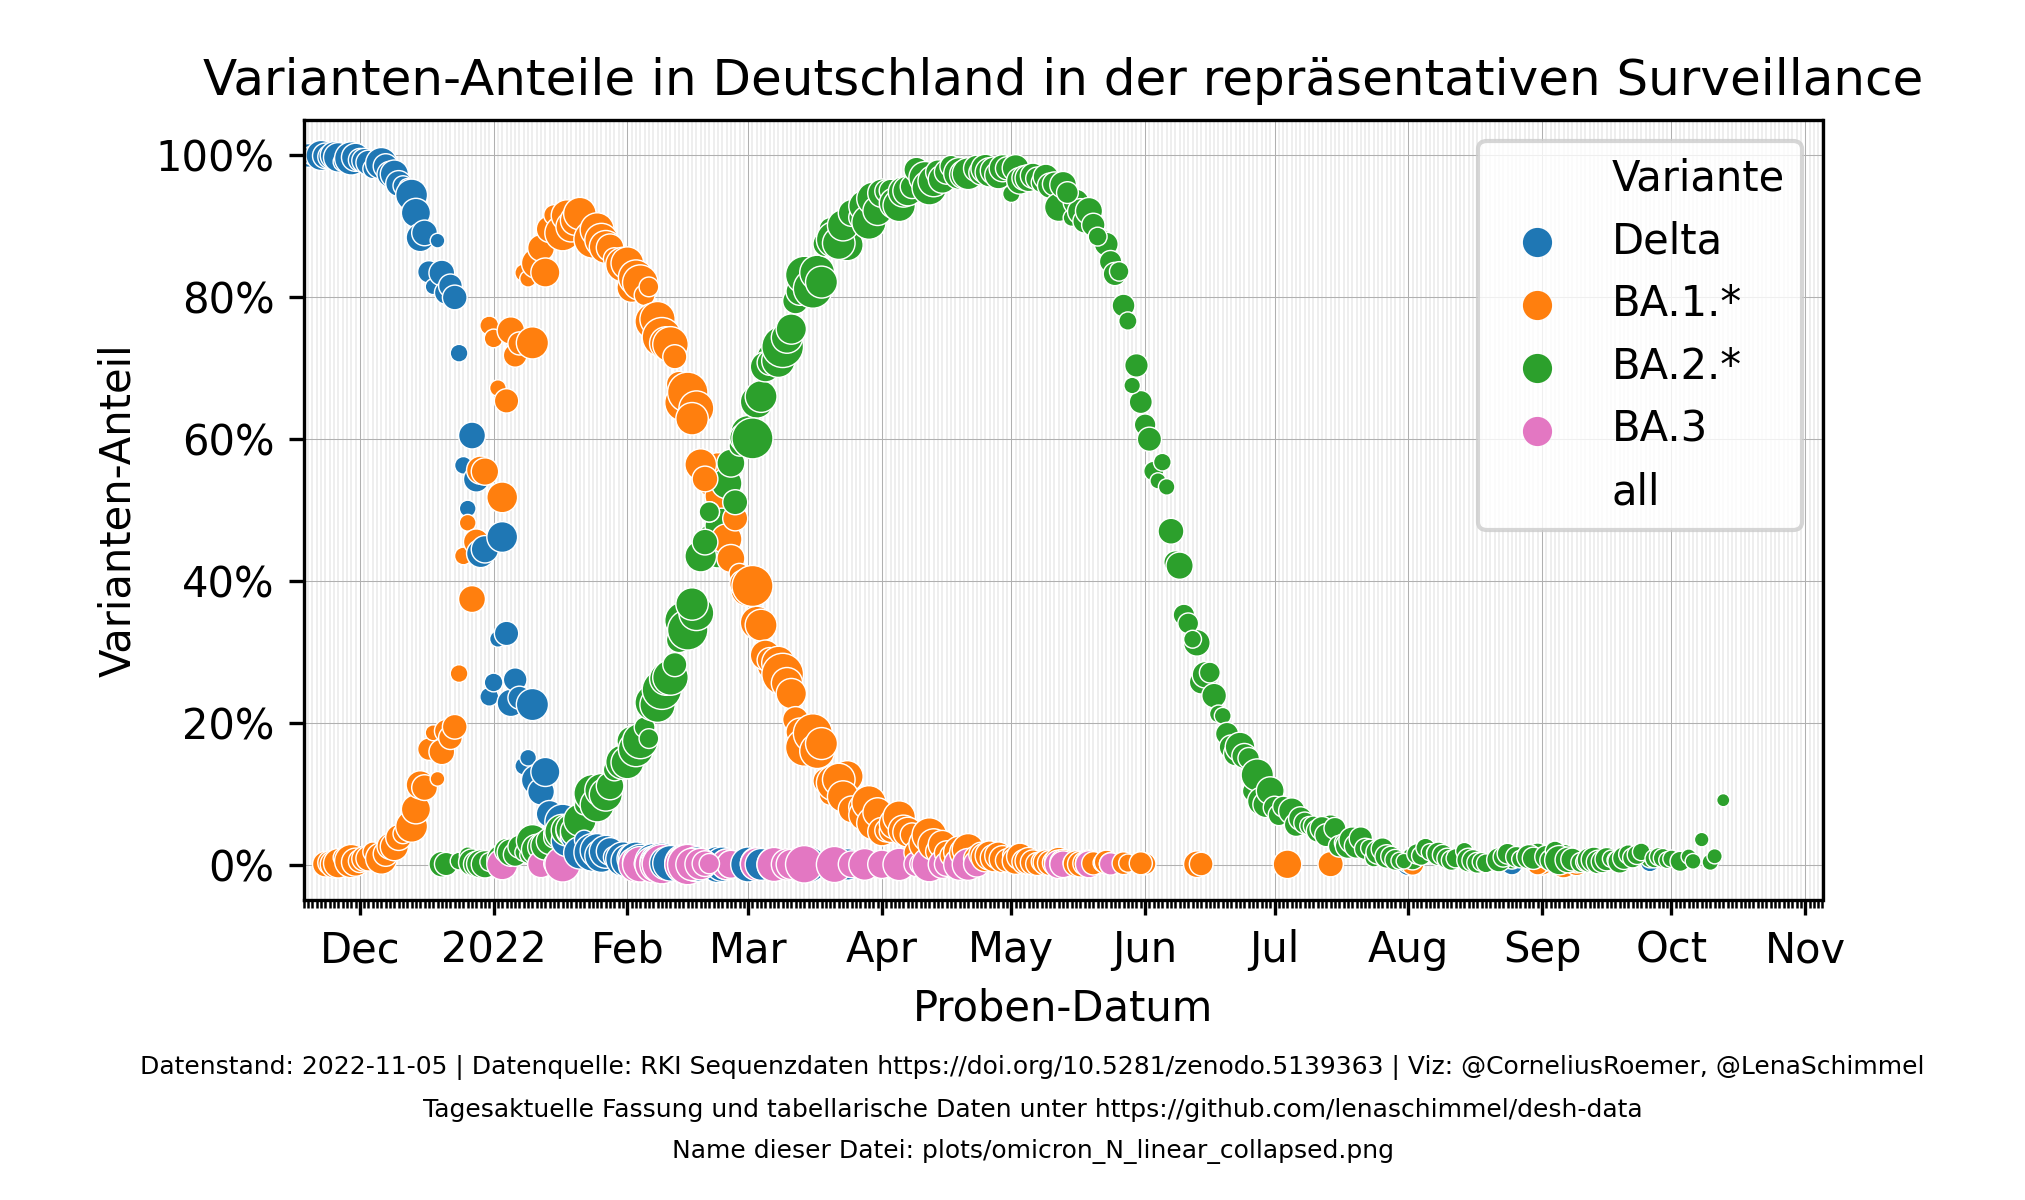 Varianten-Anteile in Deutschland in der repräsentativen Surveillance
Varianten-Anteil
100%
80%
60%
40%
20%
0%
Variante
Delta
BA.1.*
BA.2.*
BA.3
all
Dec 2022 Feb Mar Apr May Jun Jul Aug Sep Oct Nov
Proben-Datum
Datenstand: 2022-11-05 | Datenquelle: RKI Sequenzdaten https://doi.org/10.5281/zenodo.5139363 | Viz: @CorneliusRoemer, @LenaSchimmel
Tagesaktuelle Fassung und tabellarische Daten unter https://github.com/lenaschimmel/desh-data
Name dieser Datei: plots/omicron_N_linear_collapsed.png